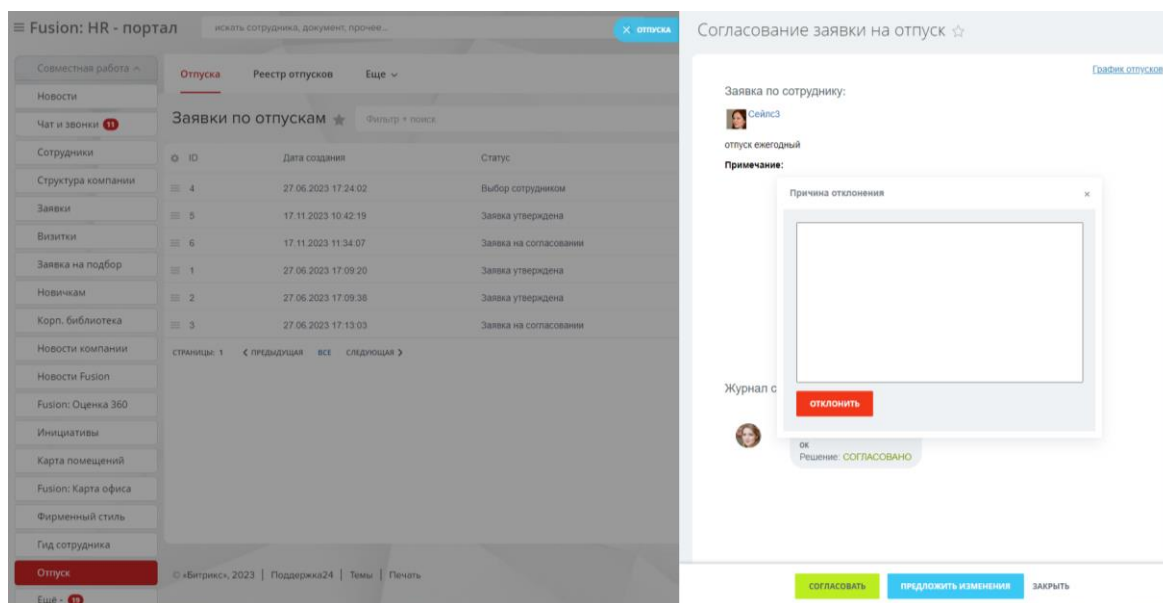 Fusion: HR - портал
искать сотрудника, документ, прочее...
ОТПУСКА
Совместная работа
Новости
Чат и звонки 11
Сотрудники
Структура компании
Заявки
Визитки
Заявка на подбор
Новичкам
Корп. библиотека
Новости компании
Новости Fusion
Fusion: Оценка 360
Инициативы
Карта помещений
Fusion: Карта офиса
Фирменный стиль
Гид сотрудника
Отпуск
Ещё - 19
Отпуска Реестр отпусков Еще
Заявки по отпускам
Фильтр + поиск
ID Дата создания Статус
4 27.06.2023 17:24:02 Выбор сотрудником
5 17.11.2023 10:42:19 Заявка утверждена
6 17.11.2023 11:34:07 Заявка на согласовании
1 27.06.2023 17:09:20 Заявка утверждена
2 27.06.2023 17:09:38 Заявка утверждена
3 27.06.2023 17:13:03 Заявка на согласовании
СТРАНИЦЫ: 1 ПРЕДЫДУЩАЯ ВСЕ СЛЕДУЮЩАЯ
© «Битрикс», 2023 | Поддержка24 | Темы | Печать
Согласование заявки на отпуск
График отпусков
Заявка по сотруднику:
Сейлс3
отпуск ежегодный
Примечание:
Причина отклонения
ОТКЛОНИТЬ
Журнал с
ок
Решение: СОГЛАСОВАНО
СОГЛАСОВАТЬ ПРЕДЛОЖИТЬ ИЗМЕНЕНИЯ ЗАКРЫТЬ